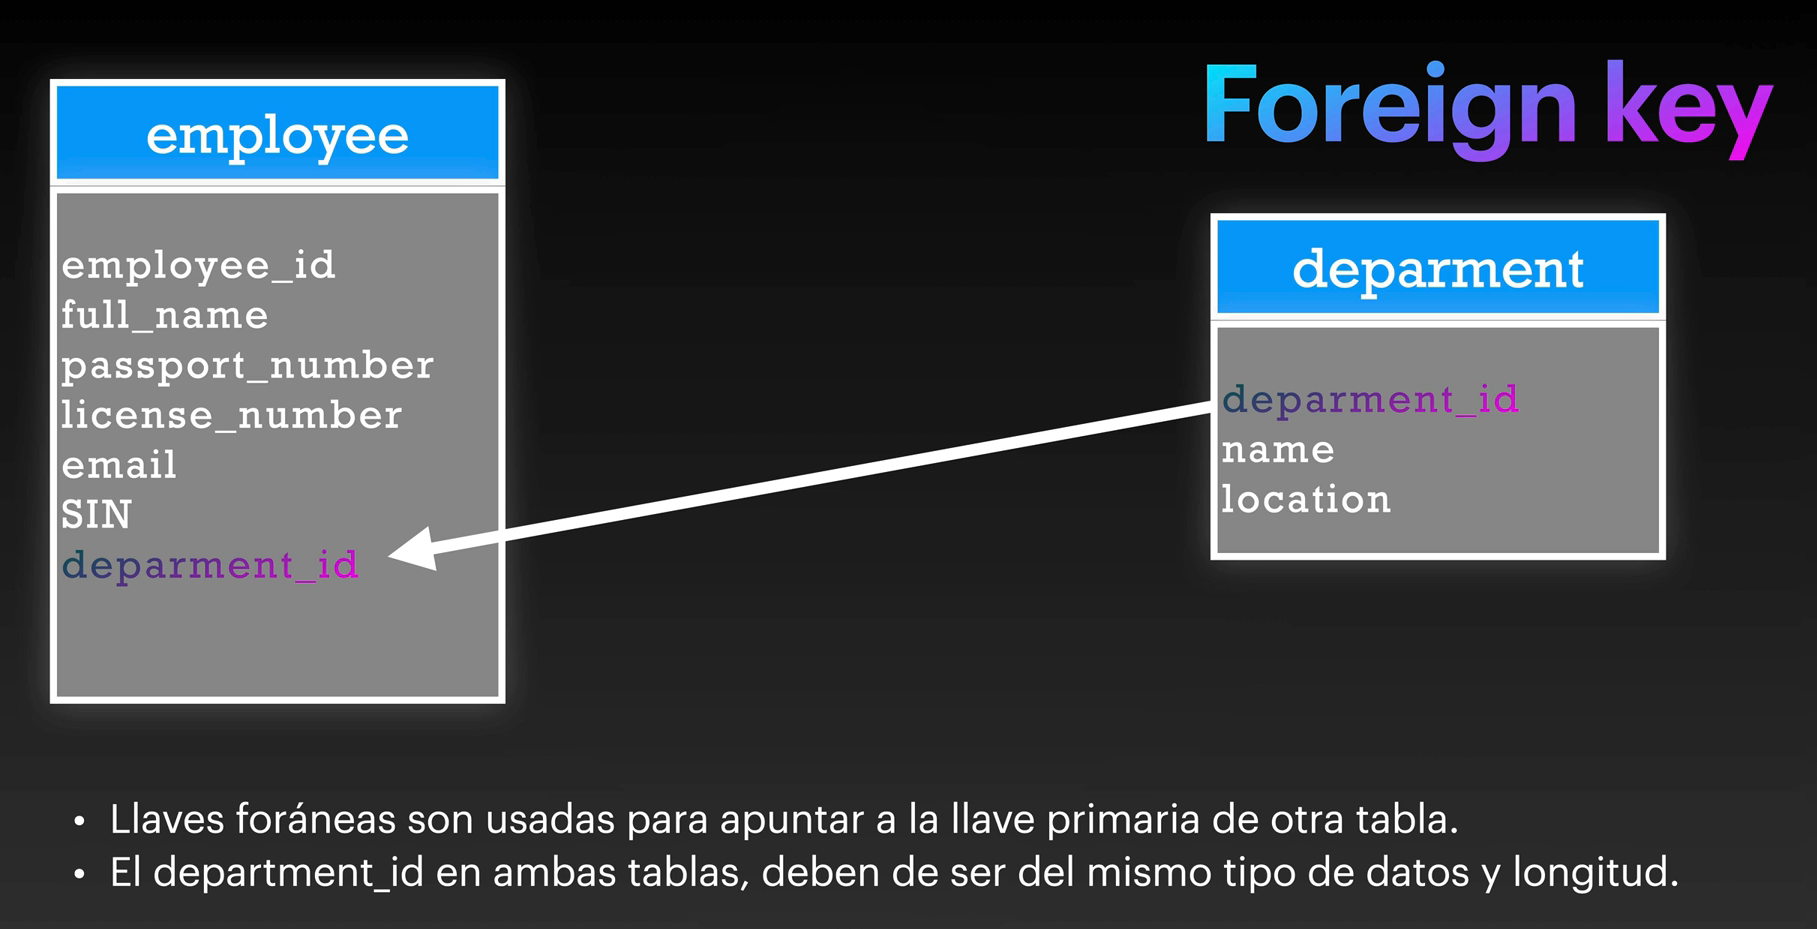 Foreign key
employee
employee_id
full_name
passport_number
license_number
email
SIN
deparment_id
deparment
deparment_id
name
location
• Llaves foráneas son usadas para apuntar a la llave primaria de otra tabla.
• El department_id en ambas tablas, deben de ser del mismo tipo de datos y longitud.